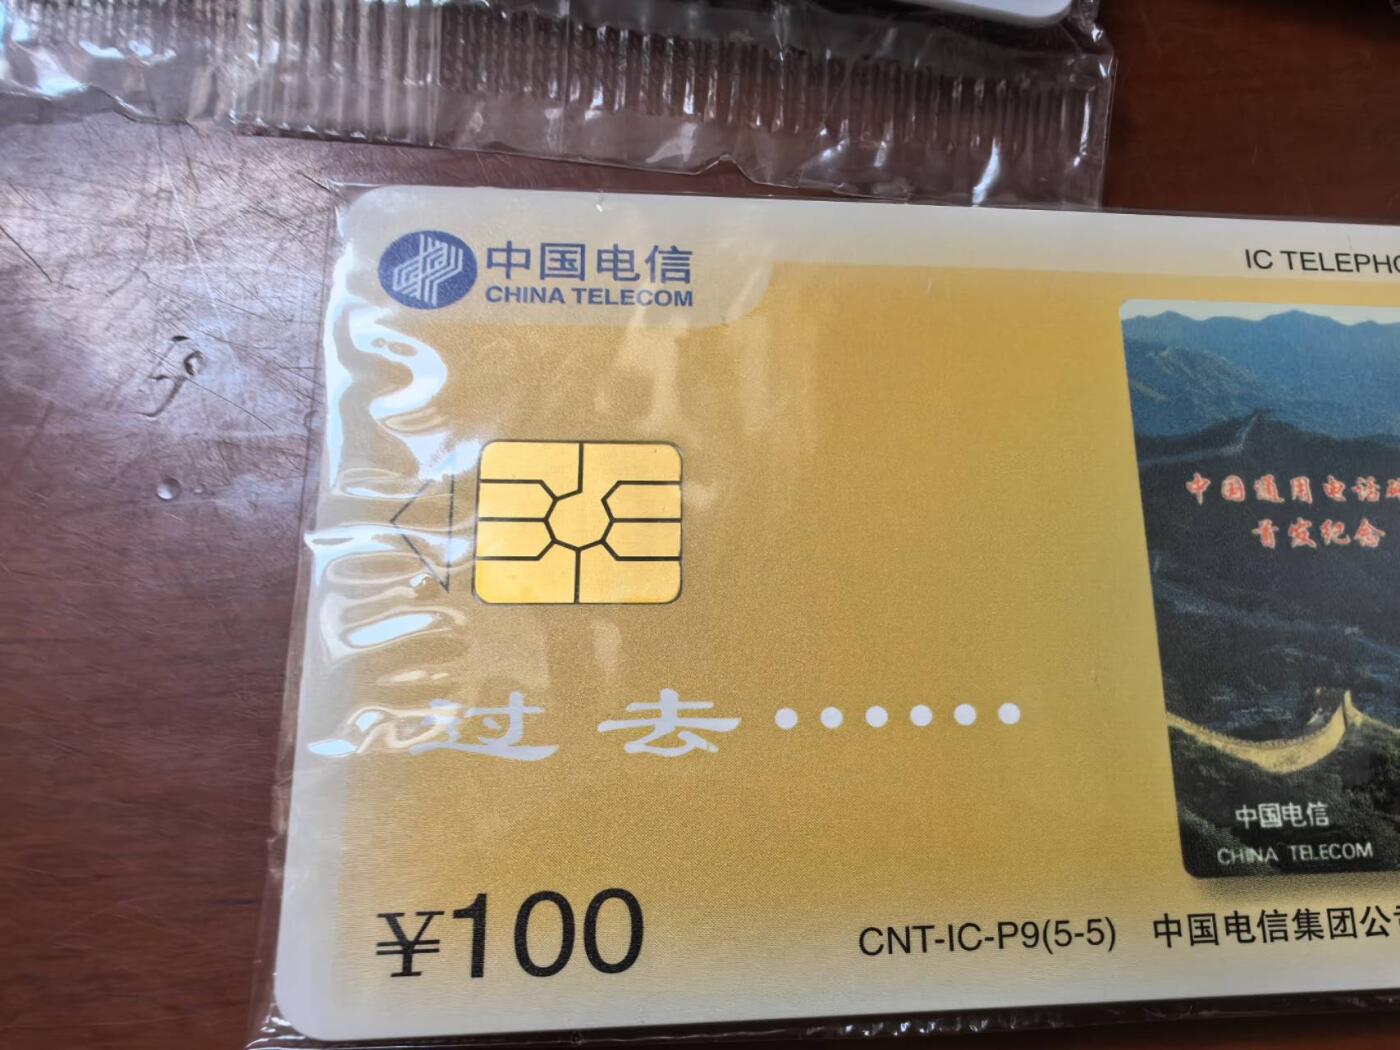 中国电信
CHINA TELECOM
IC TELEPHO
中国通用电话
首发纪念
过去••••••
中国电信
CHINA TELECOM
¥100
CNT-IC-P9(5-5) 中国电信集团公司